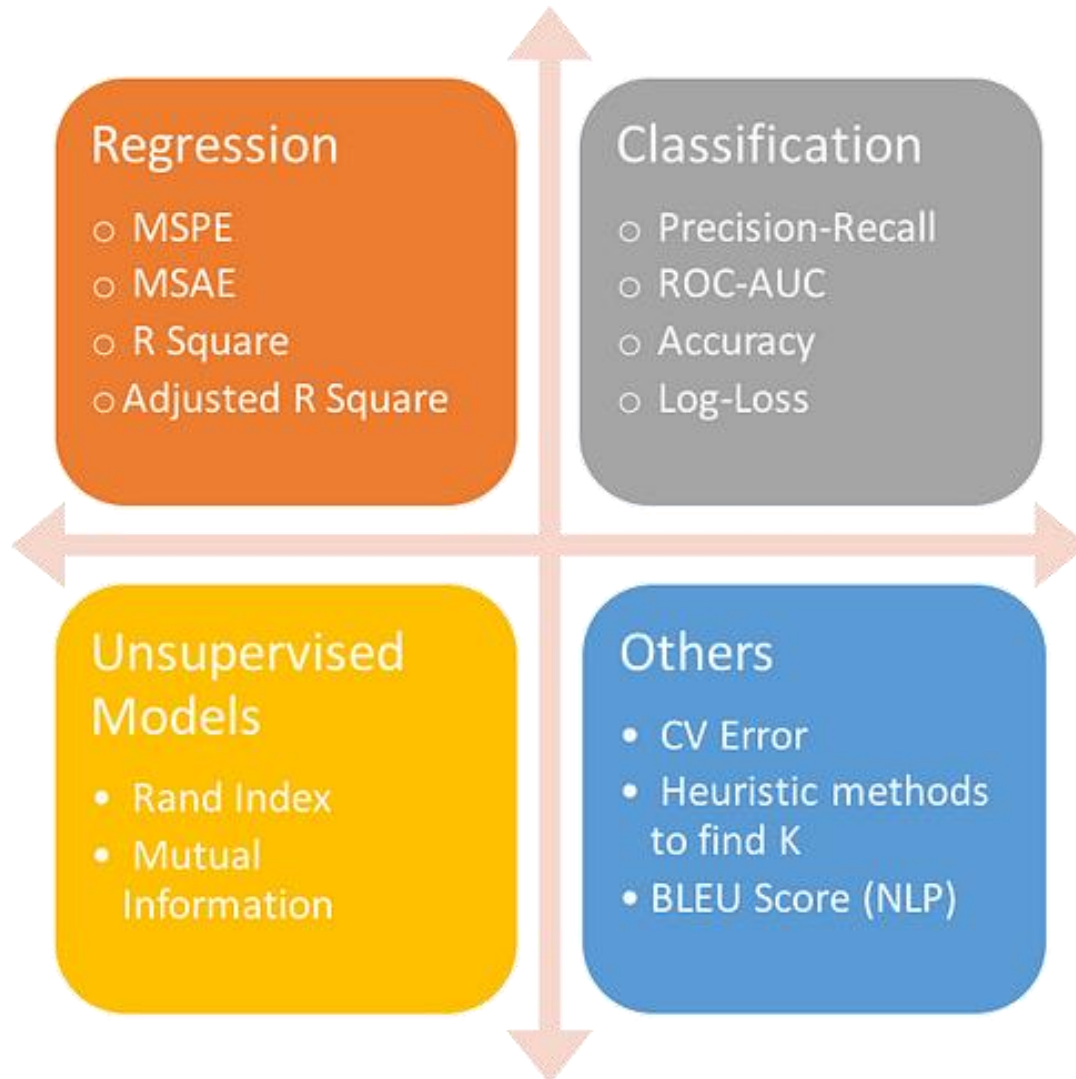 Regression
○ MSPE
○ MSAE
○ R Square
○ Adjusted R Square
Classification
○ Precision-Recall
○ ROC-AUC
○ Accuracy
○ Log-Loss
Unsupervised
Models
• Rand Index
• Mutual
Information
Others
• CV Error
• Heuristic methods
to find K
• BLEU Score (NLP)